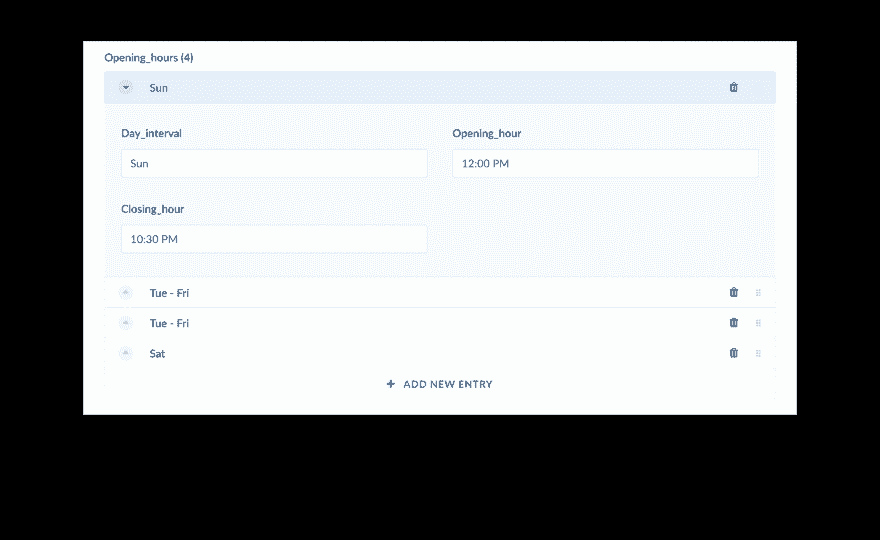 Opening_hours (4)
Sun
Day_interval
Opening_hour
Sun
12:00 PM
Closing_hour
10:30 PM
Tue - Fri
Tue - Fri
Sat
+ ADD NEW ENTRY